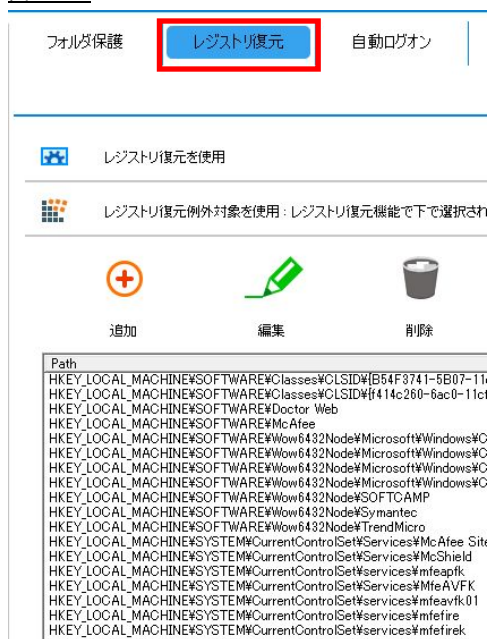 フォルダ保護 レジストリ復元 自動ログオン
レジストリ復元を使用
レジストリ復元例外対象を使用 : レジストリ復元機能で下で選択され
追加 編集 削除
Path
HKEY_LOCAL_MACHINE¥SOFTWARE¥Classes¥CLSID¥{B54F3741-5B07-11
HKEY_LOCAL_MACHINE¥SOFTWARE¥Classes¥CLSID¥{f414c260-6ac0-11cf
HKEY_LOCAL_MACHINE¥SOFTWARE¥Doctor Web
HKEY_LOCAL_MACHINE¥SOFTWARE¥McAfee
HKEY_LOCAL_MACHINE¥SOFTWARE¥Wow6432Node¥Microsoft¥Windows¥C
HKEY_LOCAL_MACHINE¥SOFTWARE¥Wow6432Node¥Microsoft¥Windows¥C
HKEY_LOCAL_MACHINE¥SOFTWARE¥Wow6432Node¥Microsoft¥Windows¥C
HKEY_LOCAL_MACHINE¥SOFTWARE¥Wow6432Node¥Microsoft¥Windows¥C
HKEY_LOCAL_MACHINE¥SOFTWARE¥Wow6432Node¥SOFTCAMP
HKEY_LOCAL_MACHINE¥SOFTWARE¥Wow6432Node¥Symantec
HKEY_LOCAL_MACHINE¥SOFTWARE¥Wow6432Node¥TrendMicro
HKEY_LOCAL_MACHINE¥SYSTEM¥CurrentControlSet¥Services¥McAfee Site
HKEY_LOCAL_MACHINE¥SYSTEM¥CurrentControlSet¥Services¥McShield
HKEY_LOCAL_MACHINE¥SYSTEM¥CurrentControlSet¥services¥mfeapfk
HKEY_LOCAL_MACHINE¥SYSTEM¥CurrentControlSet¥Services¥MfeAVFK
HKEY_LOCAL_MACHINE¥SYSTEM¥CurrentControlSet¥services¥mfeavfk01
HKEY_LOCAL_MACHINE¥SYSTEM¥CurrentControlSet¥services¥mfefire
HKEY_LOCAL_MACHINE¥SYSTEM¥CurrentControlSet¥services¥mfefirek